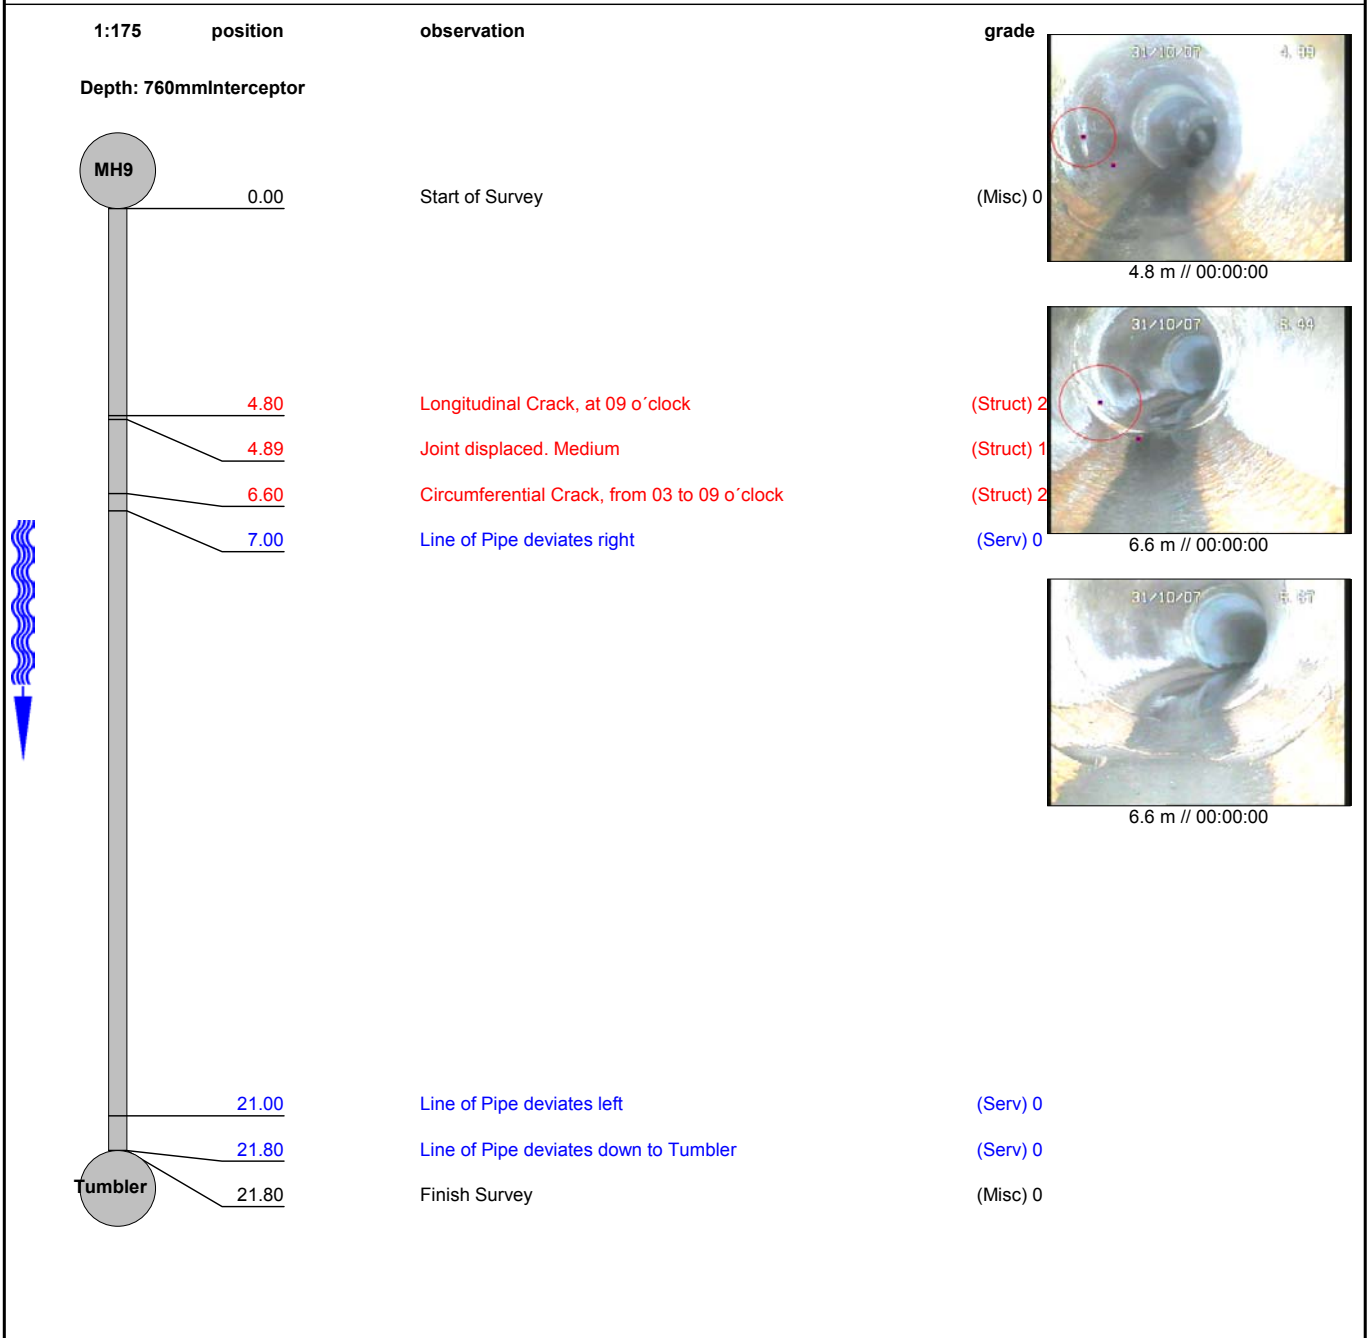 1:175 position observation grade
Depth: 760mmInterceptor
MH9
0.00 Start of Survey (Misc) 0
31/10/07 4.89
4.8 m // 00:00:00
4.80 Longitudinal Crack, at 09 o´clock (Struct) 2
4.89 Joint displaced. Medium (Struct) 1
6.60 Circumferential Crack, from 03 to 09 o´clock (Struct) 2
7.00 Line of Pipe deviates right (Serv) 0
31/10/07
6.6 m // 00:00:00
31/10/07
6.6 m // 00:00:00
21.00 Line of Pipe deviates left (Serv) 0
21.80 Line of Pipe deviates down to Tumbler (Serv) 0
Tumbler
21.80 Finish Survey (Misc) 0